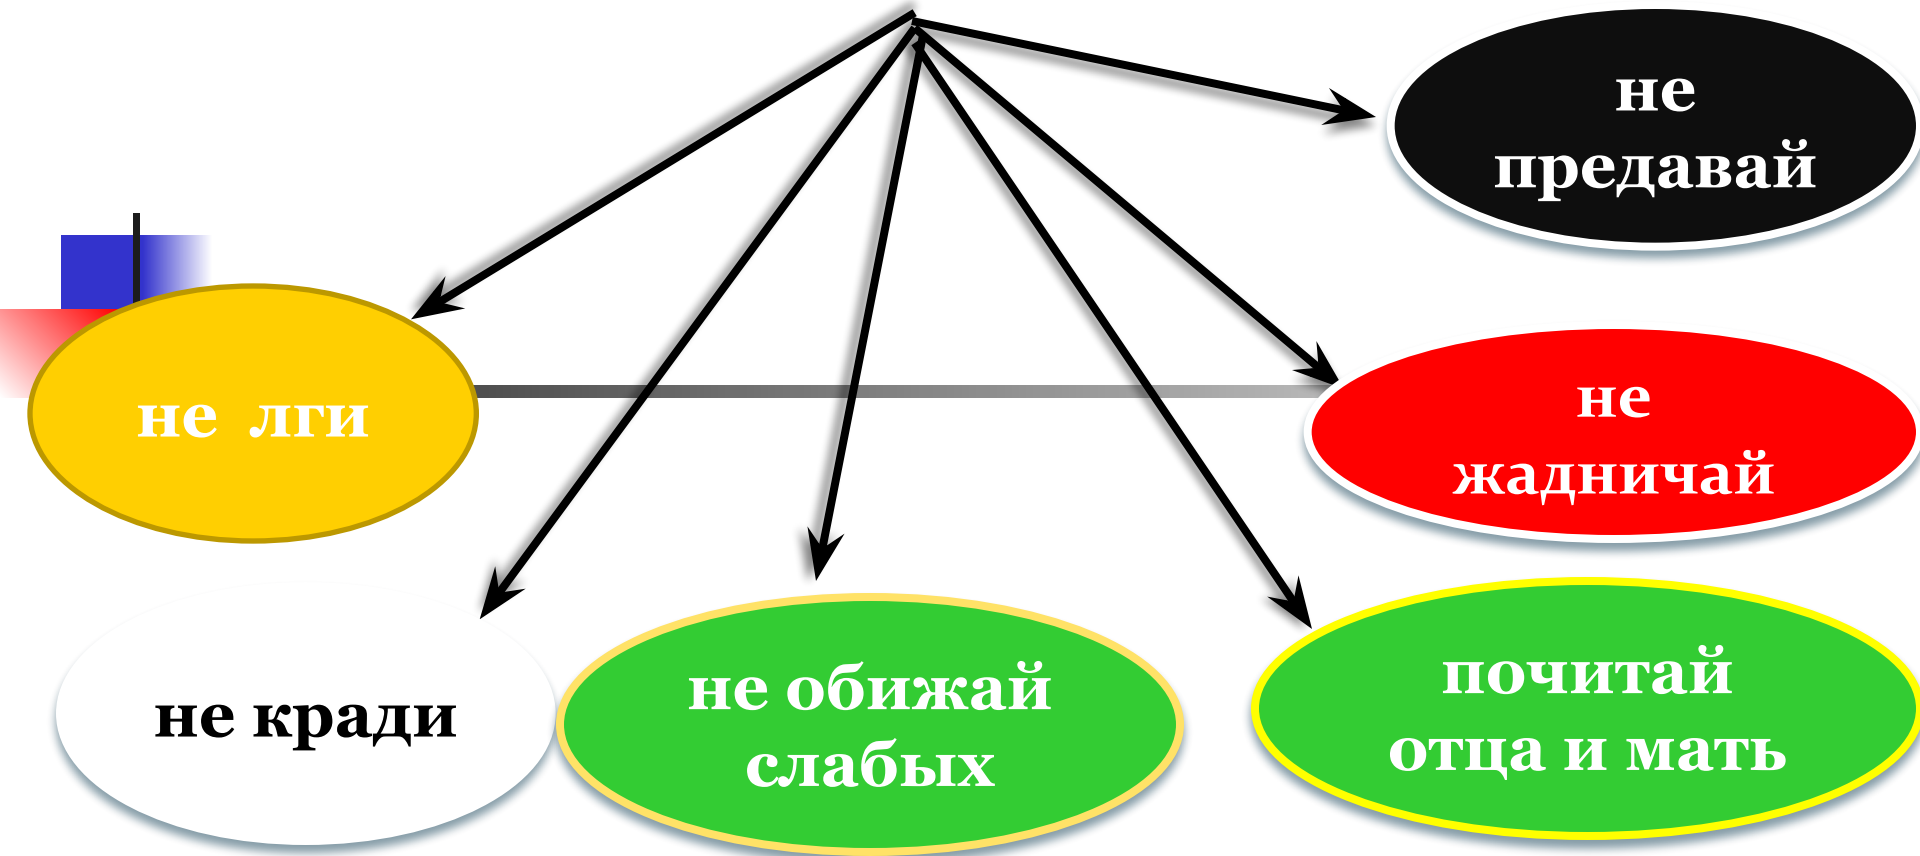 не
предавай
не лги
не
жадничай
не кради
не обижай
слабых
почитай
отца и мать